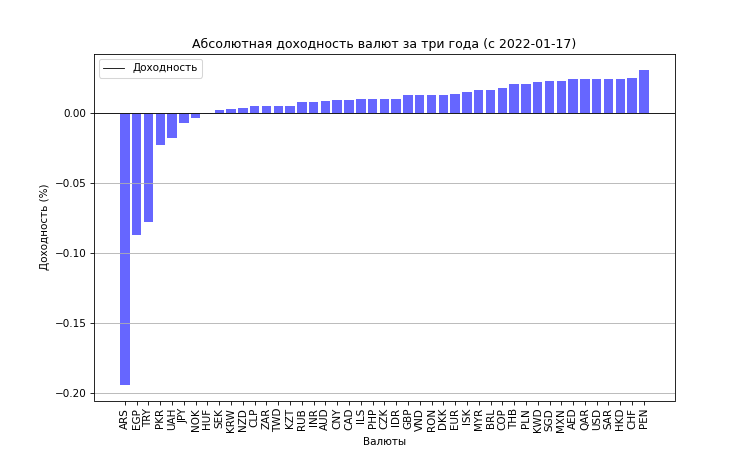 Абсолютная доходность валют за три года (с 2022-01-17)
Доходность
0.00
−0.05
−0.10
−0.15
−0.20
Доходность (%)
ARS
EGP
TRY
PKR
UAH
JPY
NOK
HUF
SEK
KRW
NZD
CLP
ZAR
TWD
KZT
RUB
INR
AUD
CNY
CAD
ILS
PHP
CZK
IDR
GBP
VND
RON
DKK
EUR
ISK
MYR
BRL
COP
THB
PLN
KWD
SGD
MXN
AED
QAR
USD
SAR
HKD
CHF
PEN
Валюты